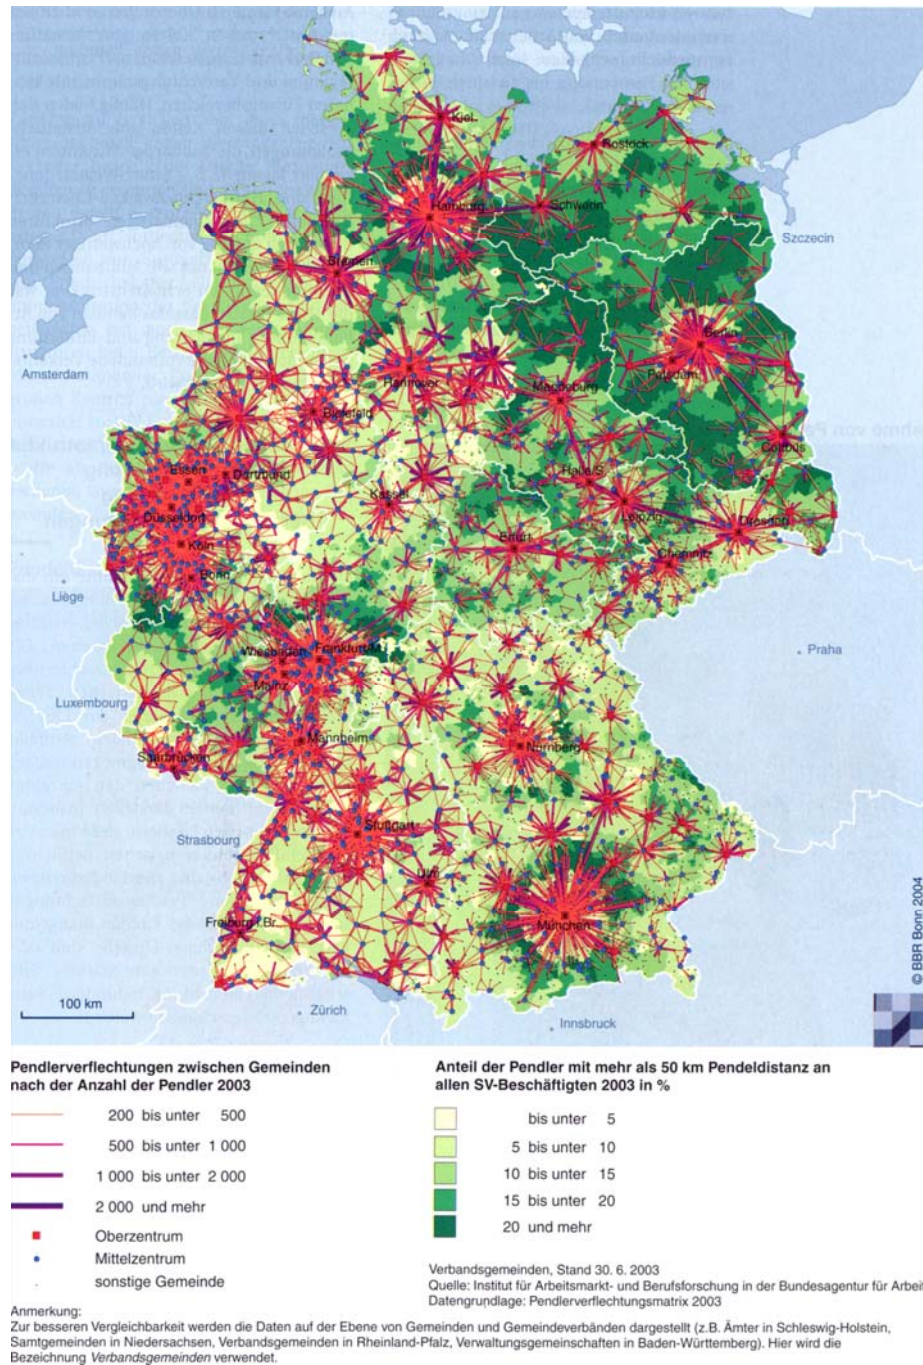 Kiel
Rostock
Hamburg
Schwerin
Szczecin
Bremen
Berlin
Amsterdam
Hannover
Potsdam
Magdeburg
Bielefeld
ahme von Pe
Cottbus
Essen
Dortmund
Halle/S.
Kassel
Leipzig
Düsseldorf
Dresden
Erfurt
Köln
Chemnitz
Bonn
Liège
Wiesbaden
Frankfurt/M.
Praha
Mainz
Luxembourg
Mannheim
Nürnberg
Saarbrücken
Stuttgart
Strasbourg
Ulm
München
Freiburg i.Br.
© BBR Bonn 2004
100 km
Zürich
Innsbruck
Pendlerverflechtungen zwischen Gemeinden
nach der Anzahl der Pendler 2003
200 bis unter 500
500 bis unter 1 000
1 000 bis unter 2 000
2 000 und mehr
Oberzentrum
Mittelzentrum
sonstige Gemeinde
Anteil der Pendler mit mehr als 50 km Pendeldistanz an
allen SV-Beschäftigten 2003 in %
bis unter 5
5 bis unter 10
10 bis unter 15
15 bis unter 20
20 und mehr
Verbandsgemeinden, Stand 30. 6. 2003
Quelle: Institut für Arbeitsmarkt- und Berufsforschung in der Bundesagentur für Arbei
Datengrundlage: Pendlerverflechtungsmatrix 2003
Anmerkung:
Zur besseren Vergleichbarkeit werden die Daten auf der Ebene von Gemeinden und Gemeindeverbänden dargestellt (z.B. Ämter in Schleswig-Holstein,
Samtgemeinden in Niedersachsen, Verbandsgemeinden in Rheinland-Pfalz, Verwaltungsgemeinschaften in Baden-Württemberg). Hier wird die
Bezeichnung Verbandsgemeinden verwendet.